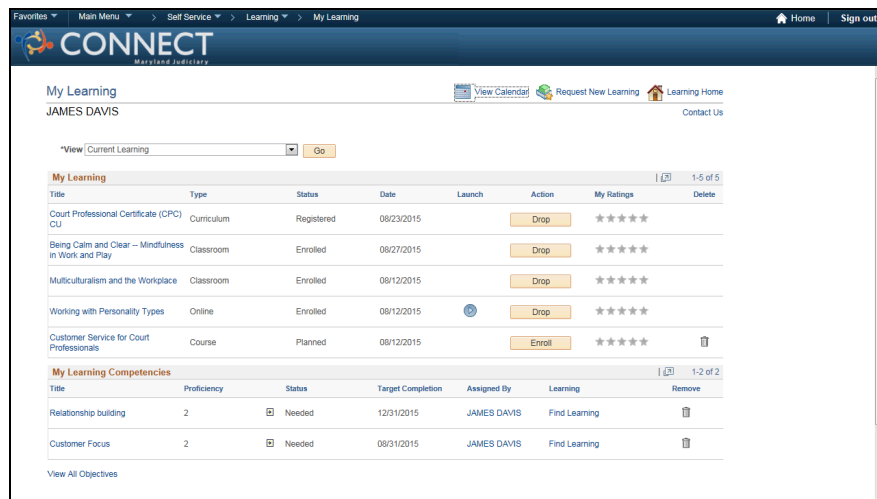 Favorites Main Menu > Self Service > Learning > My Learning Home Sign out
CONNECT
Maryland Judiciary
My Learning View Calendar Request New Learning Learning Home
JAMES DAVIS Contact Us
*View Current Learning Go
My Learning 1-5 of 5
Title Type Status Date Launch Action My Ratings Delete
Court Professional Certificate (CPC)
CU Curriculum Registered 08/23/2015 Drop
Being Calm and Clear -- Mindfulness
in Work and Play Classroom Enrolled 08/27/2015 Drop
Multiculturalism and the Workplace Classroom Enrolled 08/12/2015 Drop
Working with Personality Types Online Enrolled 08/12/2015 Drop
Customer Service for Court
Professionals Course Planned 08/12/2015 Enroll
My Learning Competencies 1-2 of 2
Title Proficiency Status Target Completion Assigned By Learning Remove
Relationship building 2 Needed 12/31/2015 JAMES DAVIS Find Learning
Customer Focus 2 Needed 08/31/2015 JAMES DAVIS Find Learning
View All Objectives